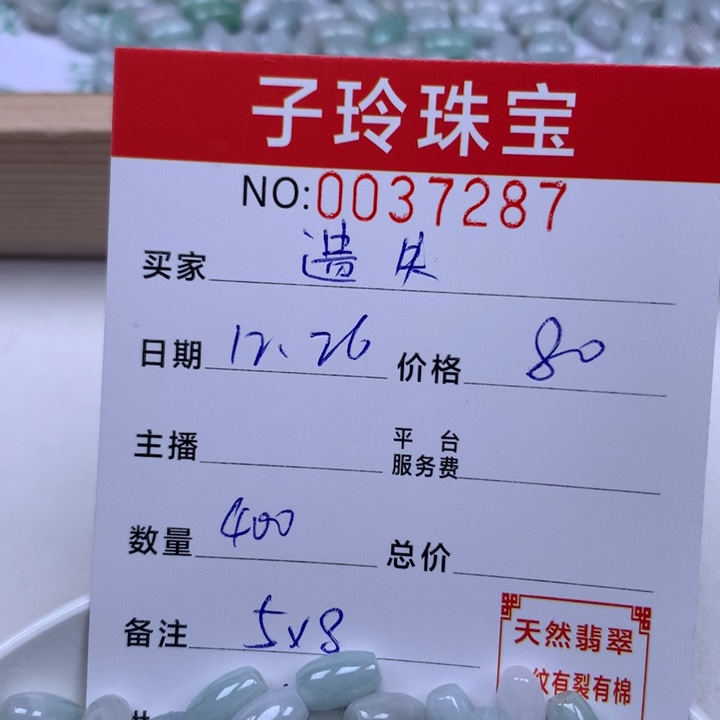 子玲珠宝
NO:0037287
买家 遗失
日期 12、26 价格 80
主播 平台服务费
数量 400 总价
备注 5x8
天然翡翠
纹有裂有棉